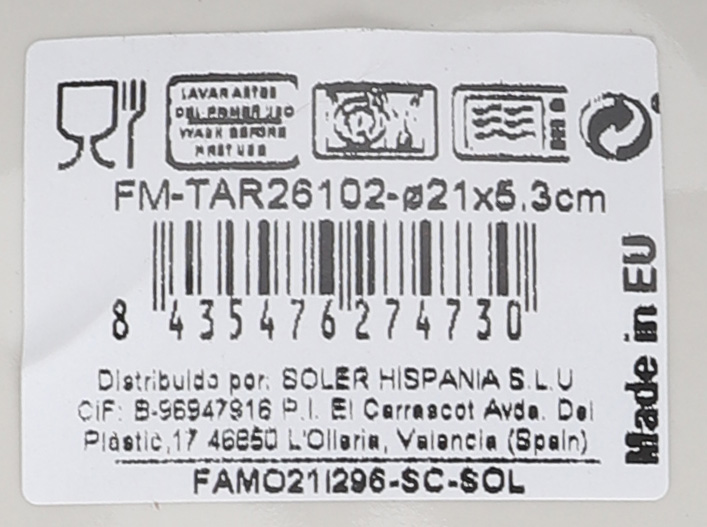 LAVAR ANTES
DEL PRIMER USO
WASH BEFORE
FIRST USE
FM-TAR26102-ø21x5.3cm
8 435476 274730
Distribuido por: SOLER HISPANIA S.L.U
CIF: B-96947916 P.I. El Carrascot Avda. Del
Plàstic,17 46850 L'Olleria, Valencia (Spain)
FAMO21I296-SC-SOL
Made in EU